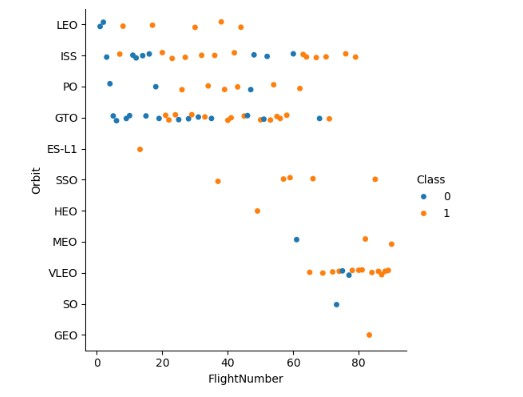 LEO
ISS
PO
GTO
ES-L1
SSO
HEO
MEO
VLEO
SO
GEO
Orbit
0
20
40
60
80
FlightNumber
Class
0
1